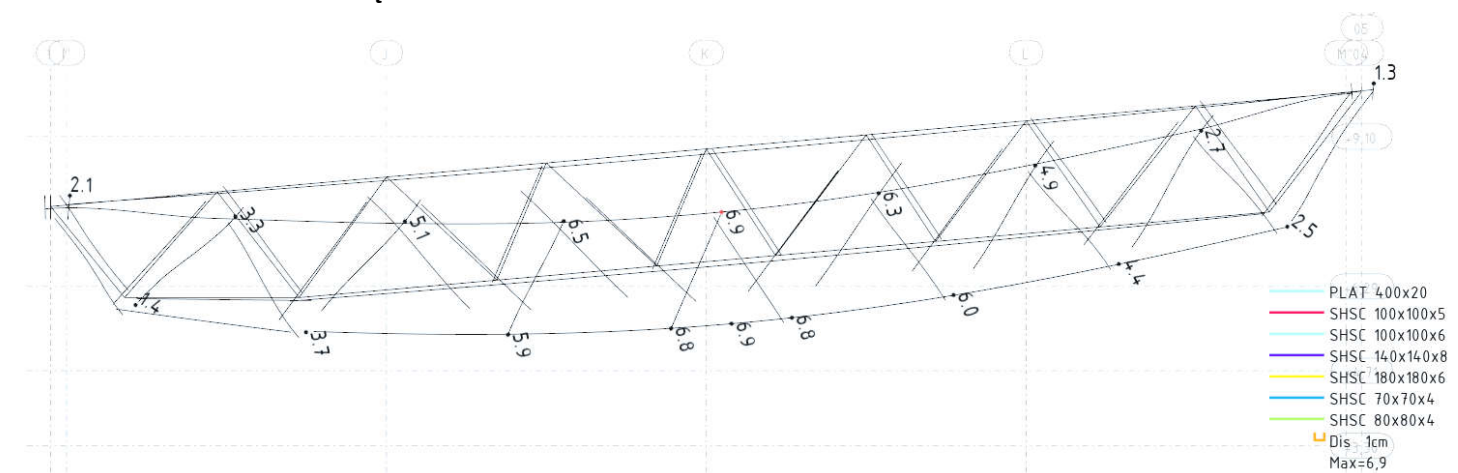 05
J
K
L
M
04
1.3
-9,10
2.7
2.1
4.9
3.3
6.3
5.1
6.5
6.9
2.5
1.4
4.4
6.0
3.7
5.9
6.8
6.9
6.8
PLAT 400x20
SHSC 100x100x5
SHSC 100x100x6
SHSC 140x140x8
SHSC 180x180x6
SHSC 70x70x4
SHSC 80x80x4
Dis 1cm
Max=6,9